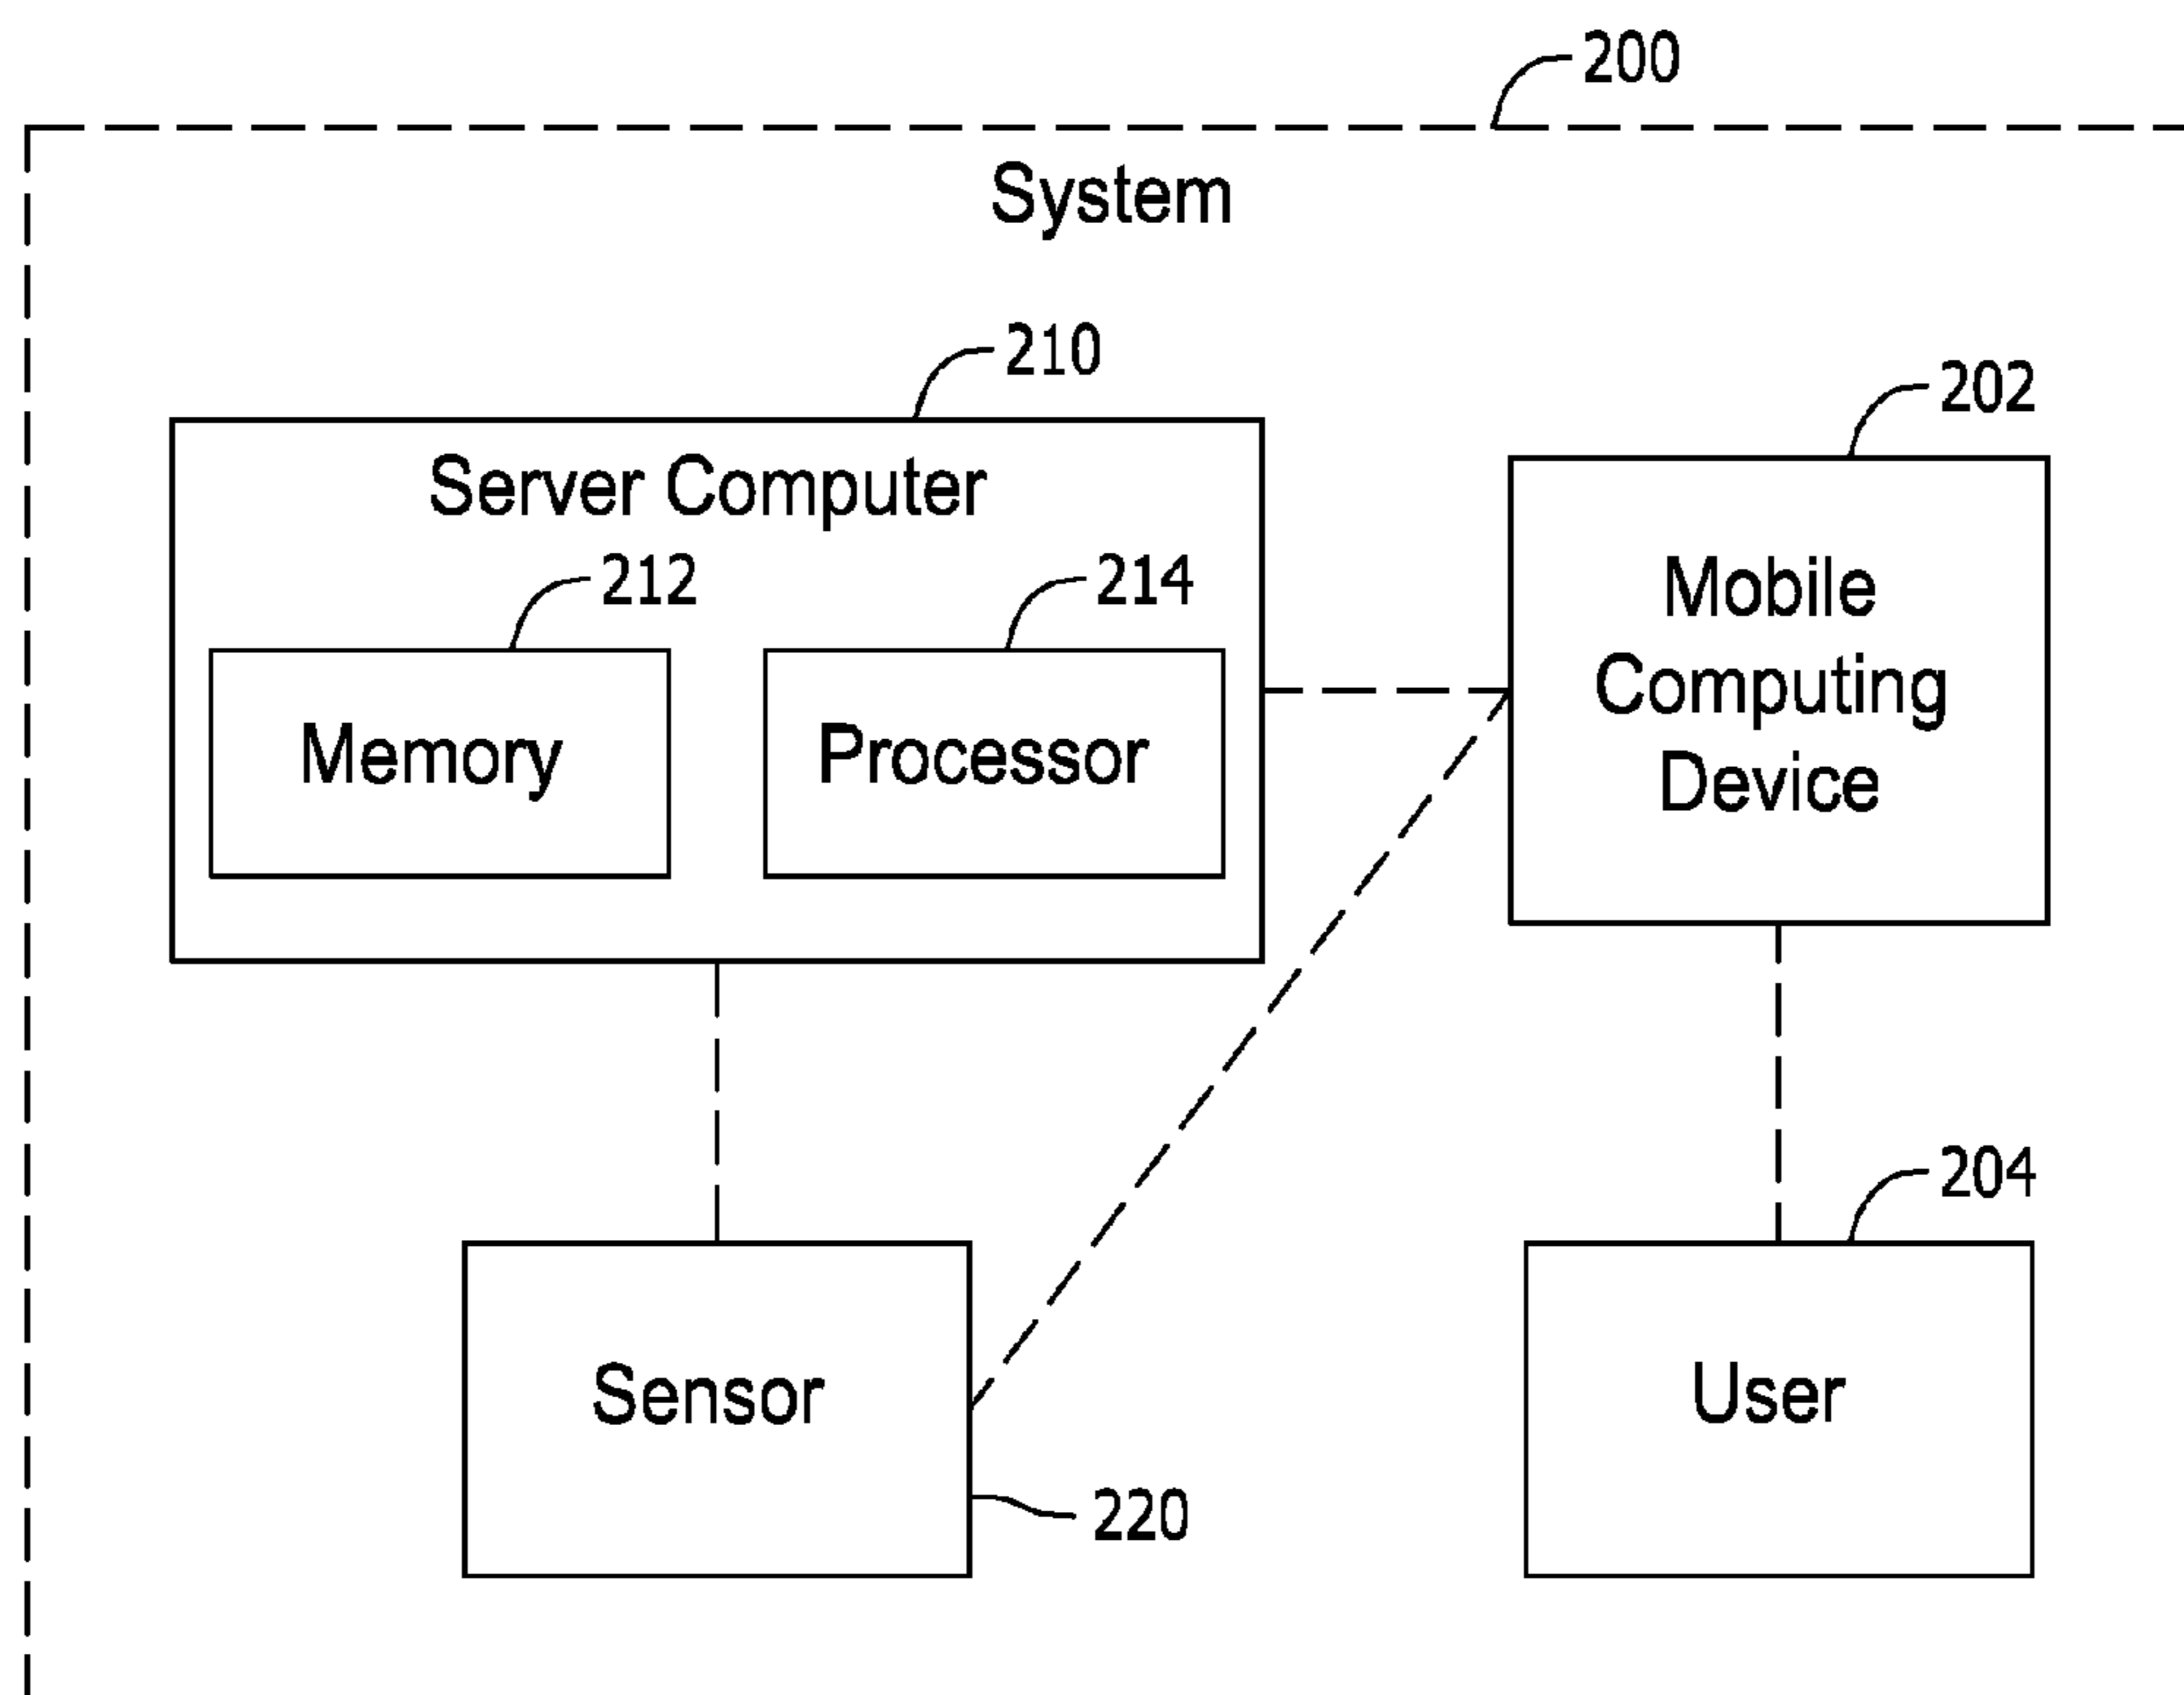 200
System
210
202
Server Computer
212
214
Mobile
Computing
Device
Memory
Processor
204
Sensor
User
220